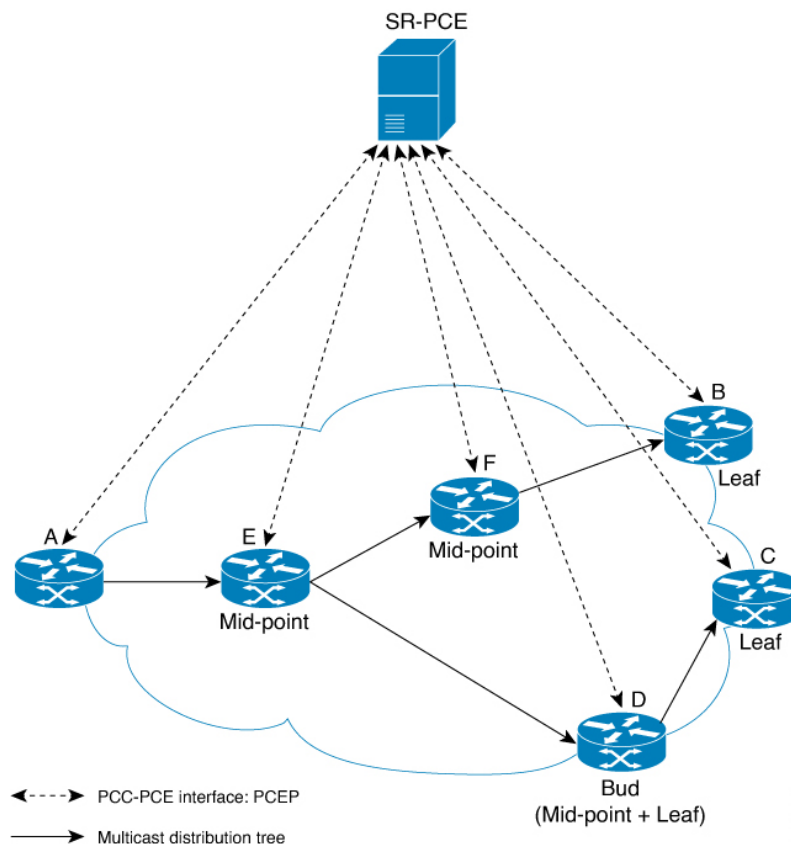 SR-PCE
B
Leaf
F
Mid-point
A
E
Mid-point
C
Leaf
D
Bud
(Mid-point + Leaf)
PCC-PCE interface: PCEP
Multicast distribution tree